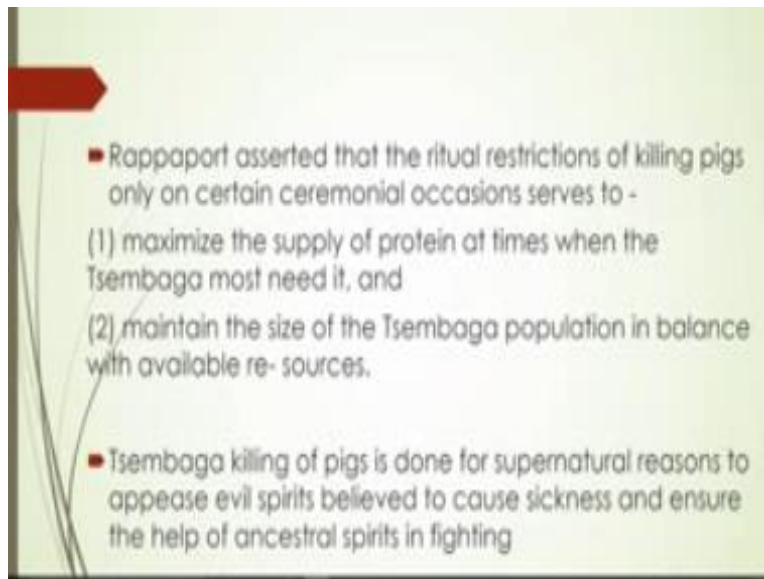 Rappaport asserted that the ritual restrictions of killing pigs
only on certain ceremonial occasions serves to -
(1) maximize the supply of protein at times when the
Tsembaga most need it, and
(2) maintain the size of the Tsembaga population in balance
with available re- sources.
Tsembaga killing of pigs is done for supernatural reasons to
appease evil spirits believed to cause sickness and ensure
the help of ancestral spirits in fighting